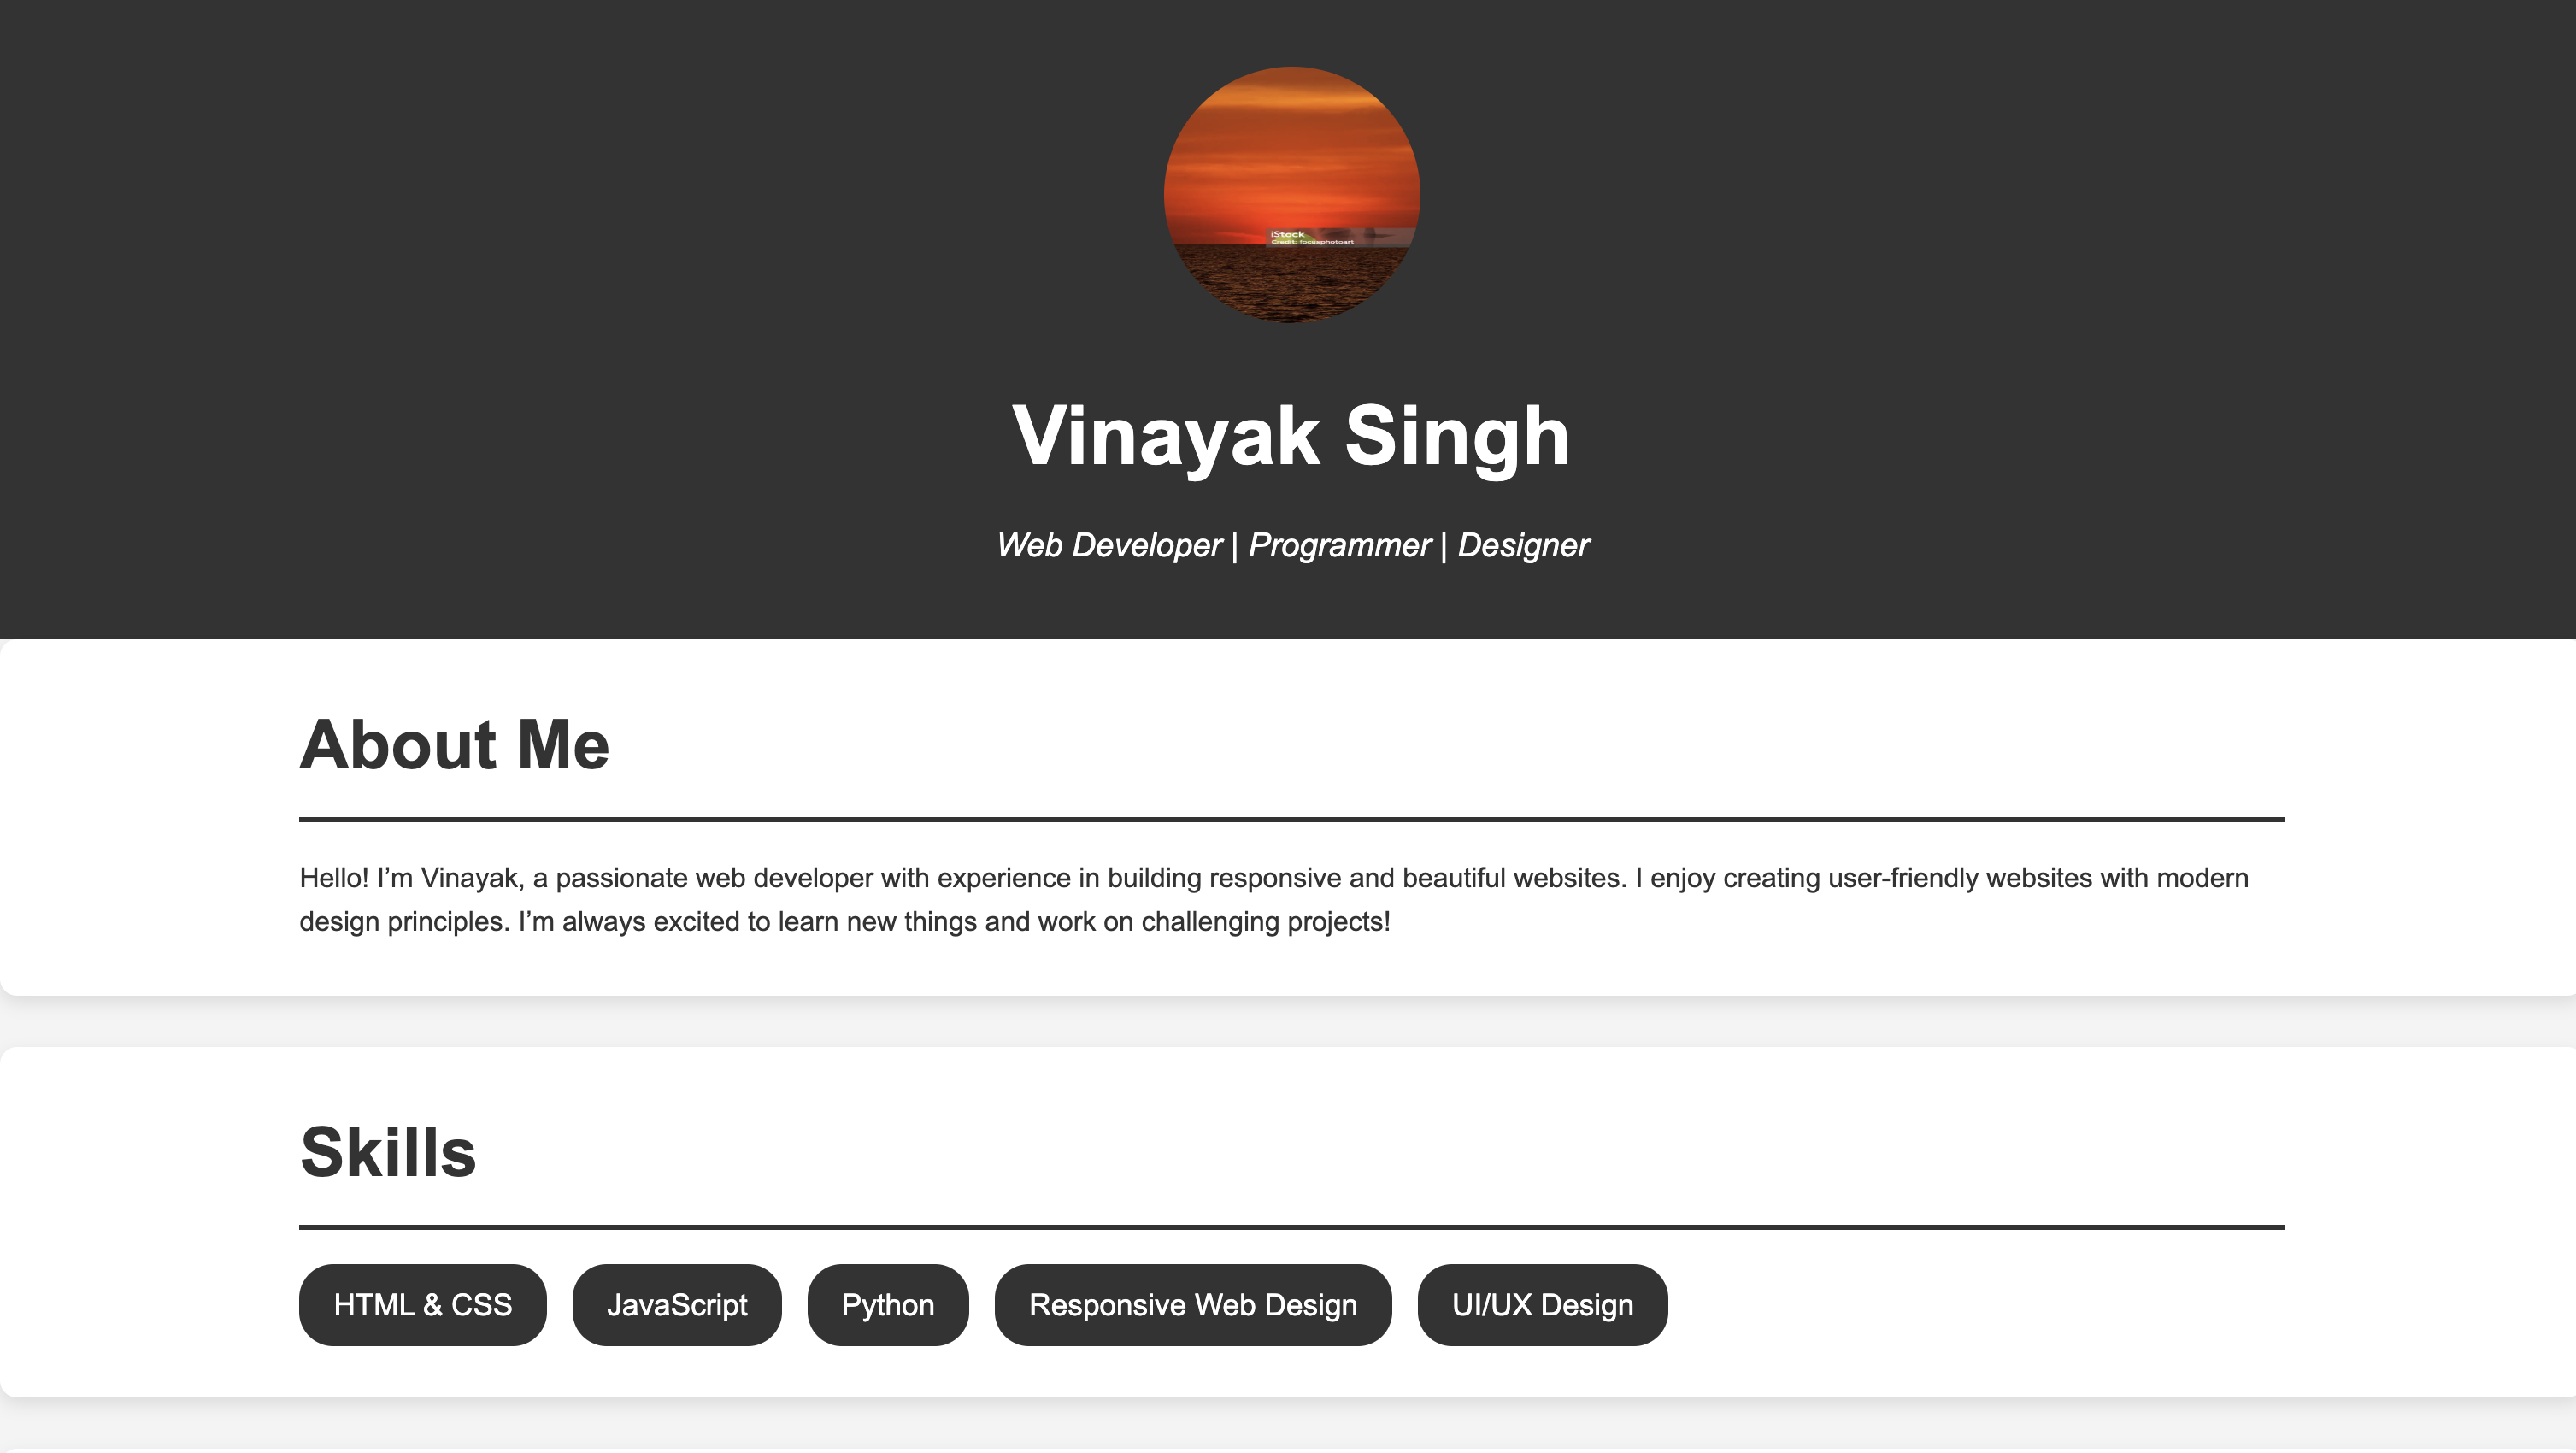 iStock
Credit: focusphotoart
Vinayak Singh
Web Developer | Programmer | Designer
About Me
Hello! I’m Vinayak, a passionate web developer with experience in building responsive and beautiful websites. I enjoy creating user-friendly websites with modern
design principles. I’m always excited to learn new things and work on challenging projects!
Skills
HTML & CSS
JavaScript
Python
Responsive Web Design
UI/UX Design